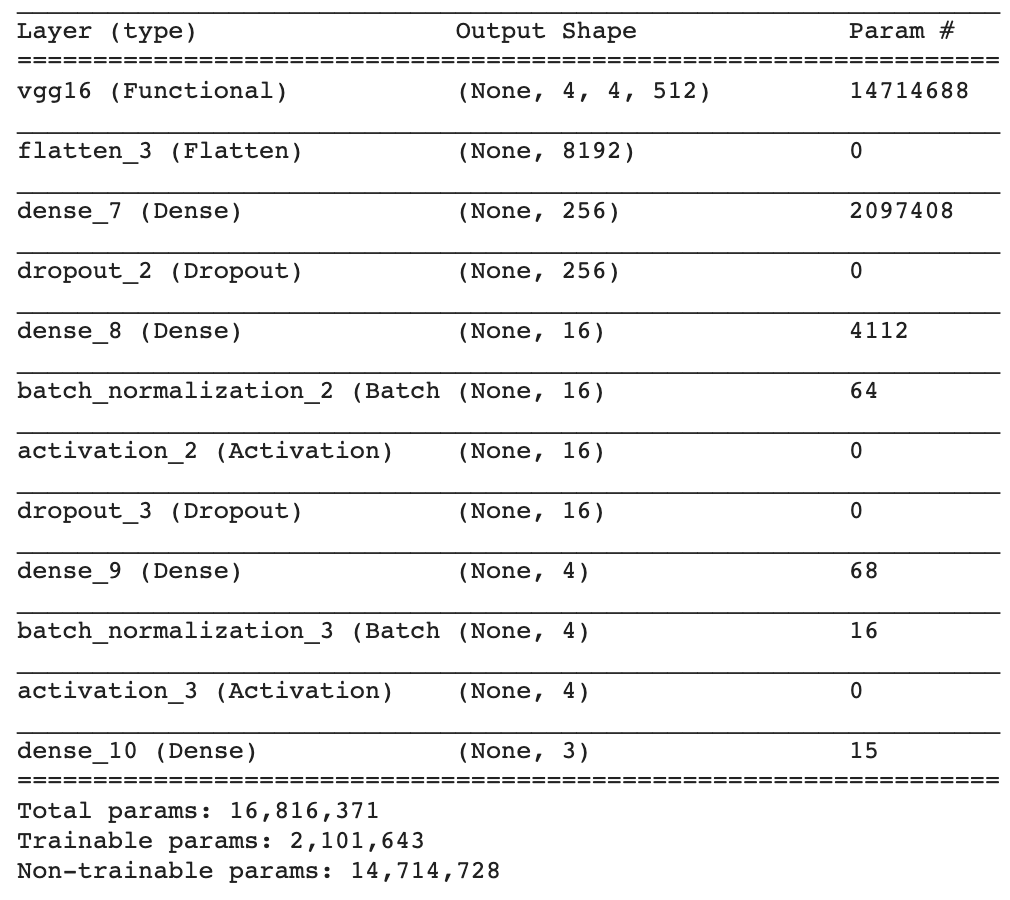 Layer (type) Output Shape Param #
=================================================================
vgg16 (Functional) (None, 4, 4, 512) 14714688
flatten_3 (Flatten) (None, 8192) 0
dense_7 (Dense) (None, 256) 2097408
dropout_2 (Dropout) (None, 256) 0
dense_8 (Dense) (None, 16) 4112
batch_normalization_2 (Batch (None, 16) 64
activation_2 (Activation) (None, 16) 0
dropout_3 (Dropout) (None, 16) 0
dense_9 (Dense) (None, 4) 68
batch_normalization_3 (Batch (None, 4) 16
activation_3 (Activation) (None, 4) 0
dense_10 (Dense) (None, 3) 15
=================================================================
Total params: 16,816,371
Trainable params: 2,101,643
Non-trainable params: 14,714,728